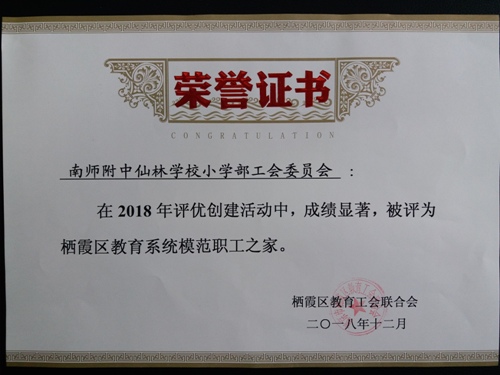 荣誉证书
CONGRATULATION
南师附中仙林学校小学部工会委员会：
在2018年评优创建活动中，成绩显著，被评为
栖霞区教育系统模范职工之家。
栖霞区教育工会联合会
二〇一八年十二月